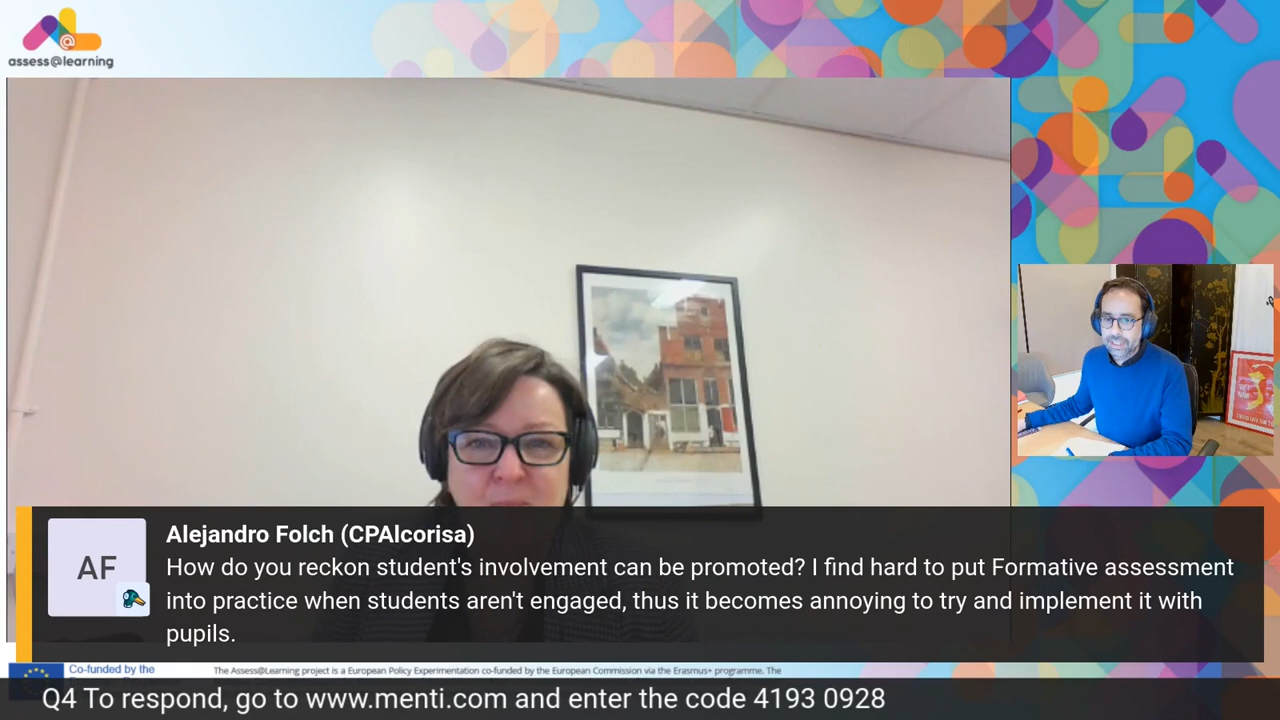 assess@learning
AF
Alejandro Folch (CPAlcorisa)
How do you reckon student's involvement can be promoted? I find hard to put Formative assessment
into practice when students aren't engaged, thus it becomes annoying to try and implement it with
pupils.
Co-funded by the
The Assess@Learning project is a European Policy Experimentation co-funded by the European Commission via the Erasmus+ programme. The
Q4 To respond, go to www.menti.com and enter the code 4193 0928